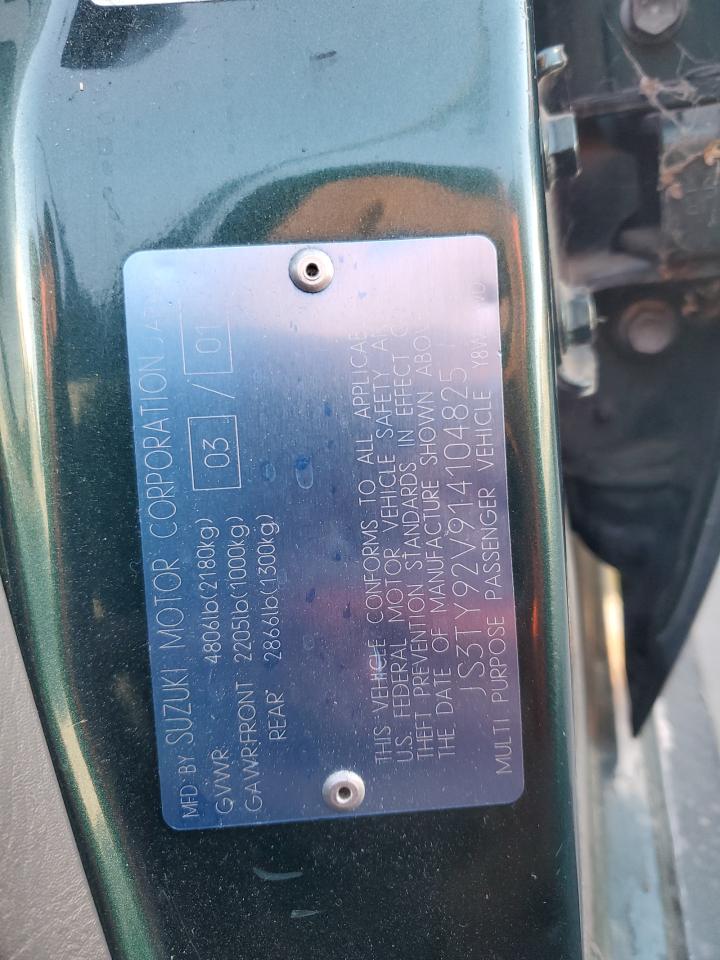 MFD BY SUZUKI MOTOR CORPORATION JAPAN
03 / 01
GVWR 4806lb(2180kg)
GAWR:FRONT 2205lb(1000kg)
REAR 2866lb(1300kg)
THIS VEHICLE CONFORMS TO ALL APPLICAB
U.S. FEDERAL MOTOR VEHICLE SAFETY A
THEFT PREVENTION STANDARDS IN EFFECT O
THE DATE OF MANUFACTURE SHOWN ABOV
JS3TY92V914104825
MULTI PURPOSE PASSENGER VEHICLE